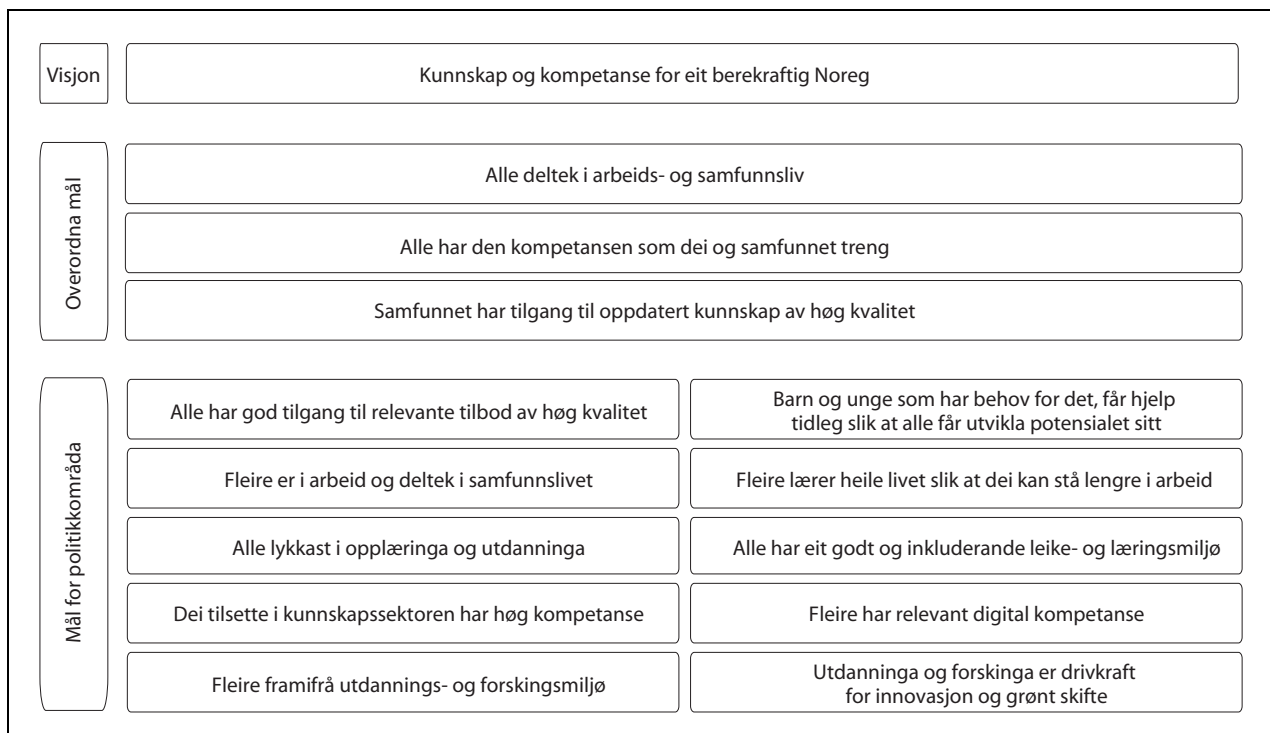 Visjon
Kunnskap og kompetanse for eit berekraftig Noreg
Overordna mål
Alle deltek i arbeids- og samfunnsliv
Alle har den kompetansen som dei og samfunnet treng
Samfunnet har tilgang til oppdatert kunnskap av høg kvalitet
Mål for politikkområda
Alle har god tilgang til relevante tilbod av høg kvalitet
Barn og unge som har behov for det, får hjelp
tidleg slik at alle får utvikla potensialet sitt
Fleire er i arbeid og deltek i samfunnslivet
Fleire lærer heile livet slik at dei kan stå lengre i arbeid
Alle lykkast i opplæringa og utdanninga
Alle har eit godt og inkluderande leike- og læringsmiljø
Dei tilsette i kunnskapssektoren har høg kompetanse
Fleire har relevant digital kompetanse
Fleire framifrå utdannings- og forskingsmiljø
Utdanninga og forskinga er drivkraft
for innovasjon og grønt skifte